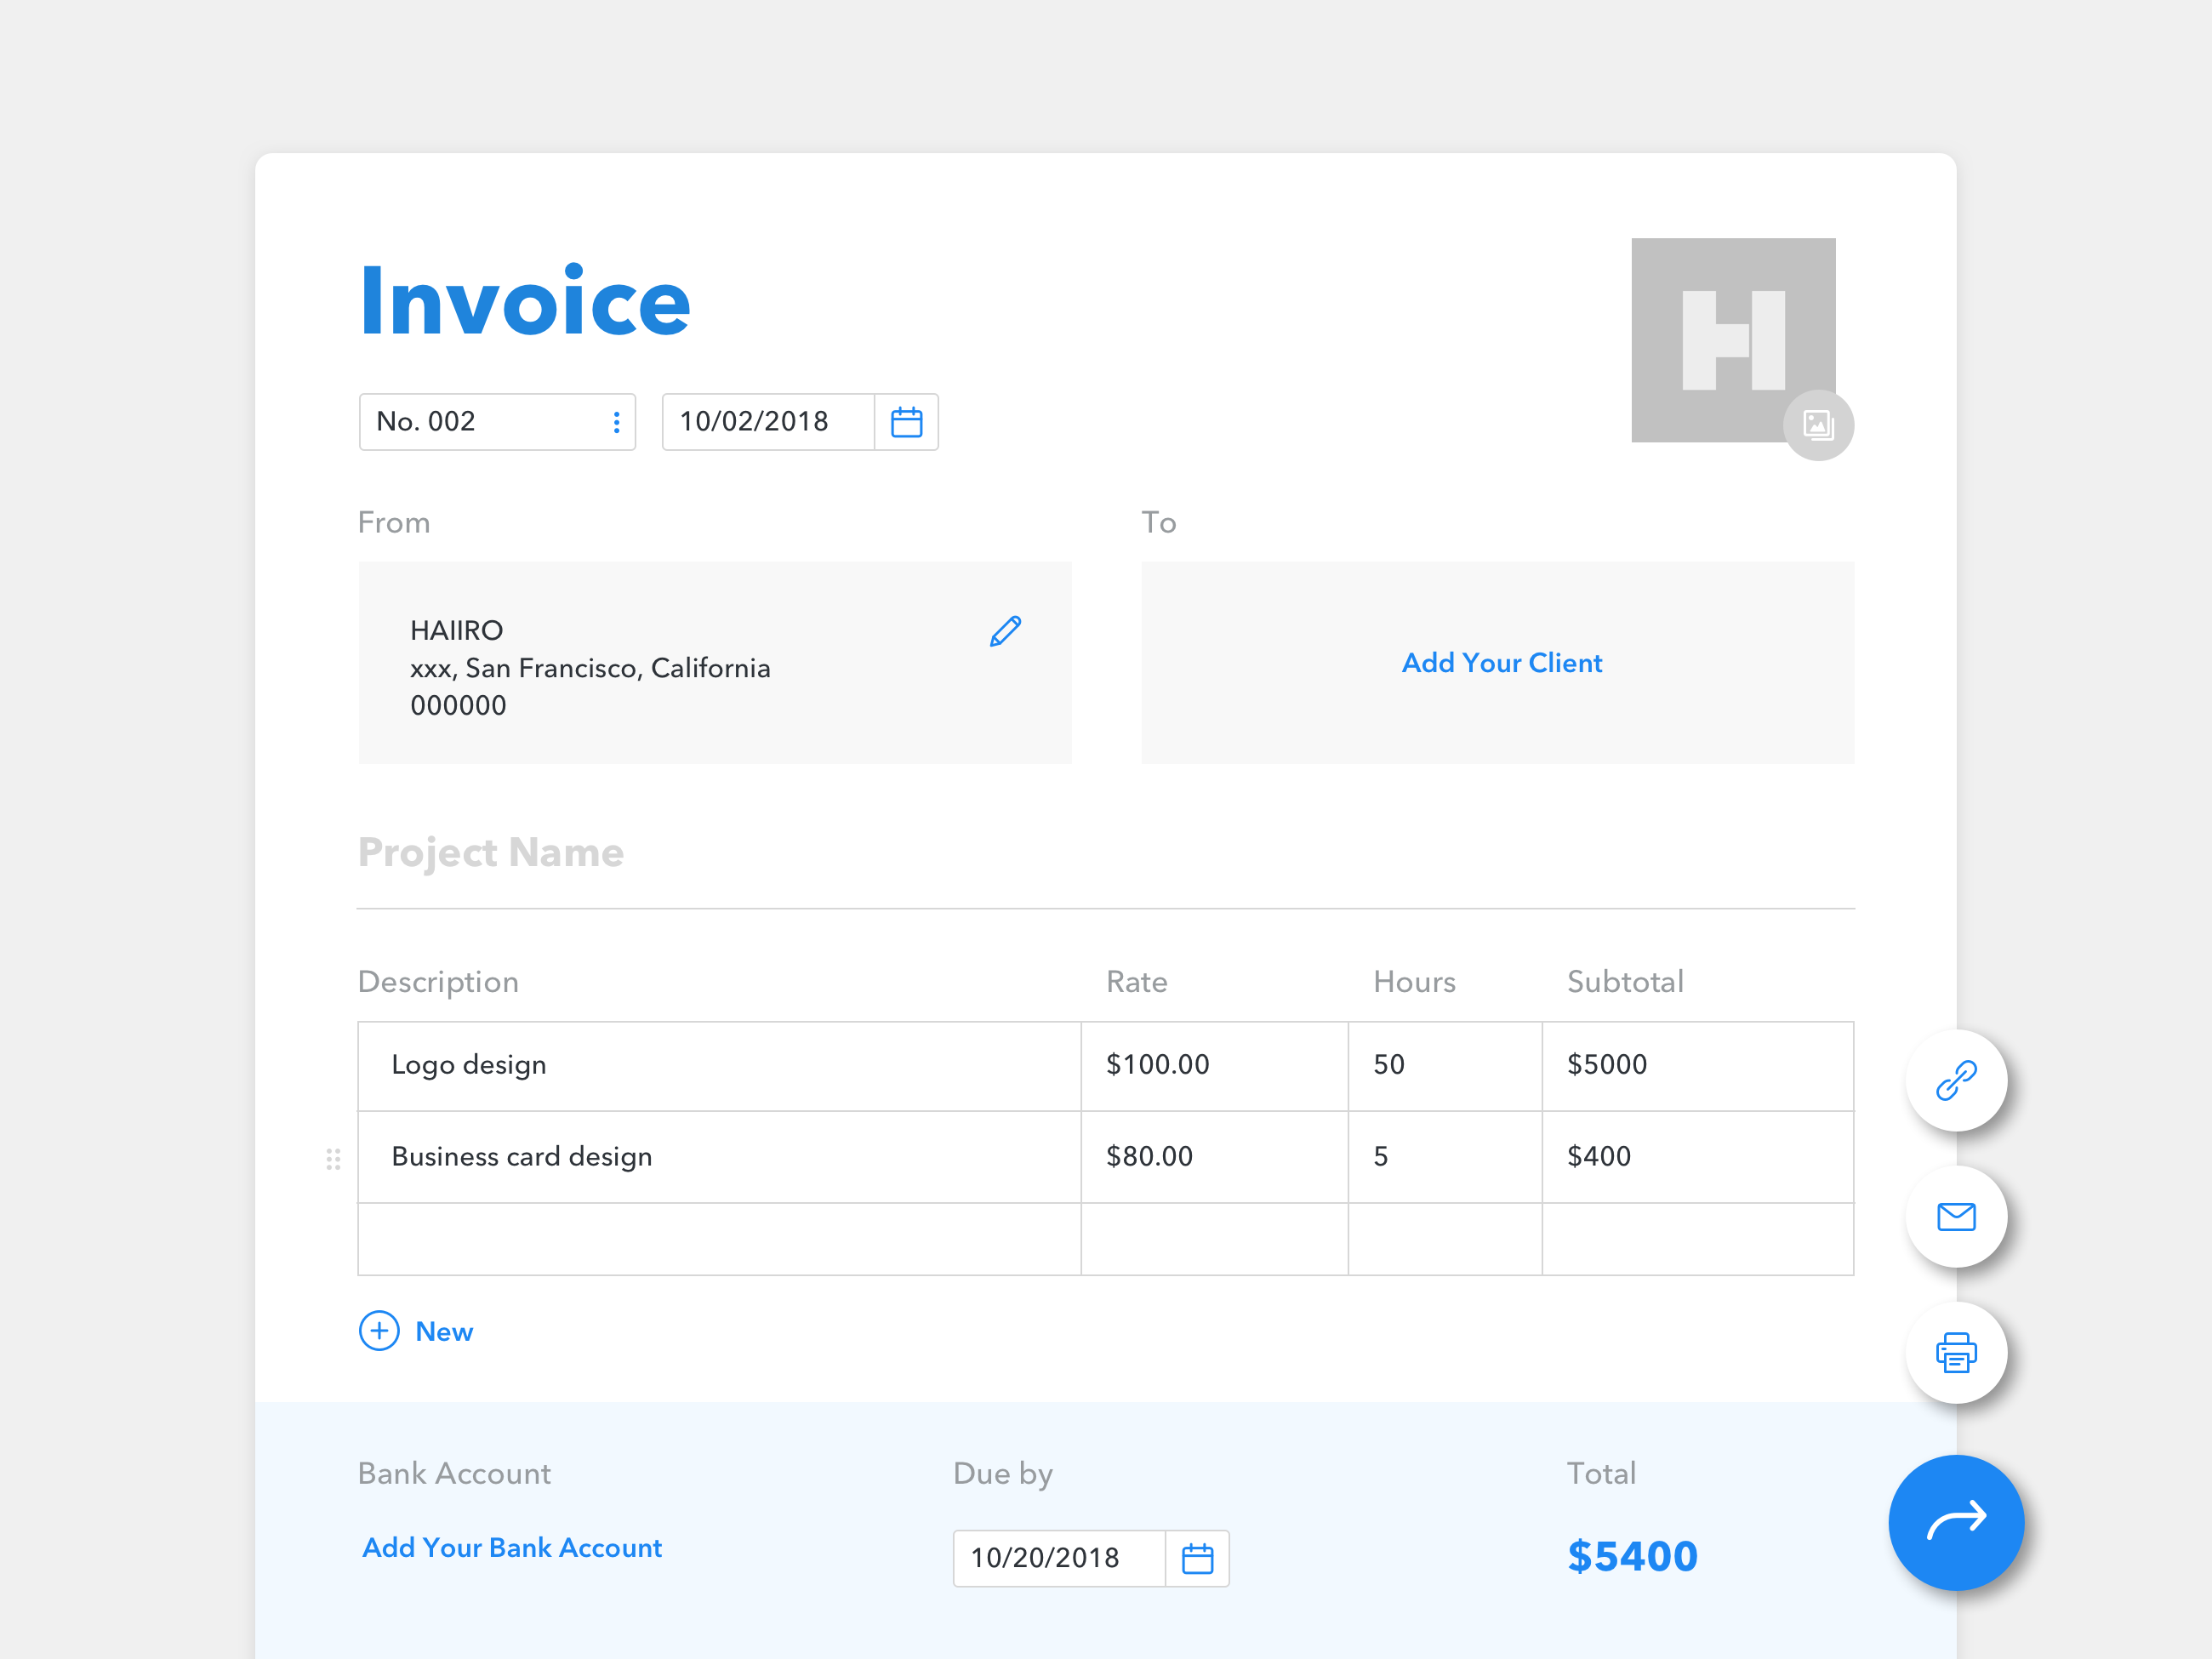 Invoice
H
No. 002
10/02/2018
From
To
HAIIRO
xxx, San Francisco, California
000000
Add Your Client
Project Name
Description Rate Hours Subtotal
Logo design $100.00 50 $5000
Business card design $80.00 5 $400
New
Bank Account
Add Your Bank Account
Due by
10/20/2018
Total
$5400